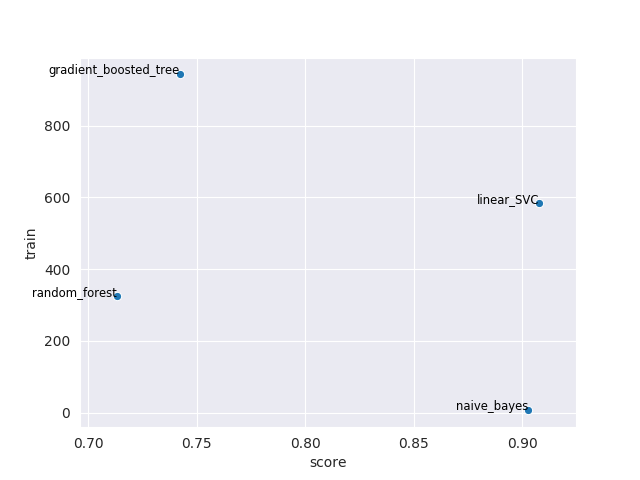 gradient_boosted_tree
800
linear_SVC
600
train
400
random_forest
200
naive_bayes
0
0.70 0.75 0.80 0.85 0.90
score